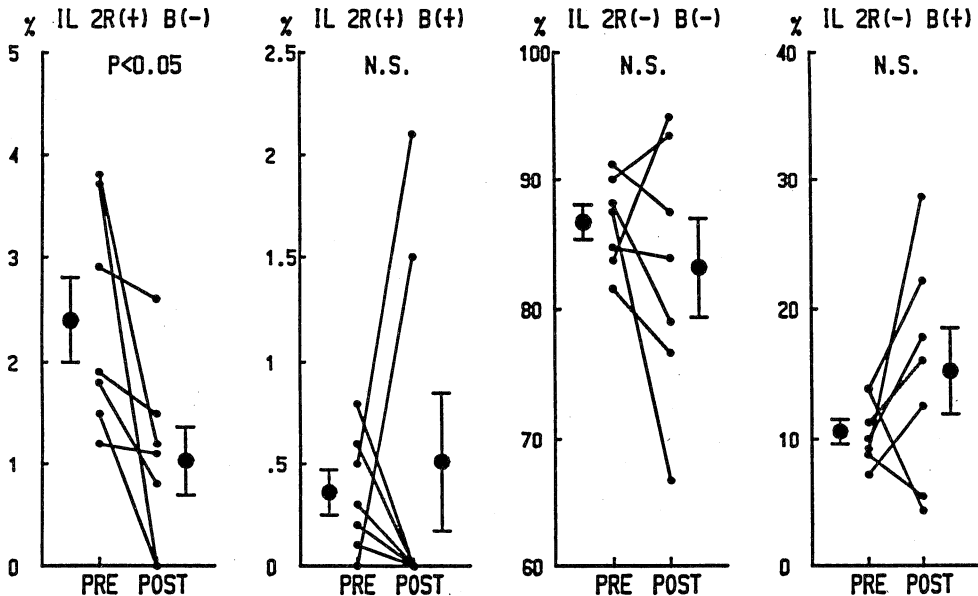 % IL 2R(+) B(-)
P<0.05
5
4
3
2
1
0
PRE POST
% IL 2R(+) B(+)
N.S.
2.5
2
1.5
1
.5
0
PRE POST
% IL 2R(-) B(-)
N.S.
100
90
80
70
60
PRE POST
% IL 2R(-) B(+)
N.S.
40
30
20
10
0
PRE POST